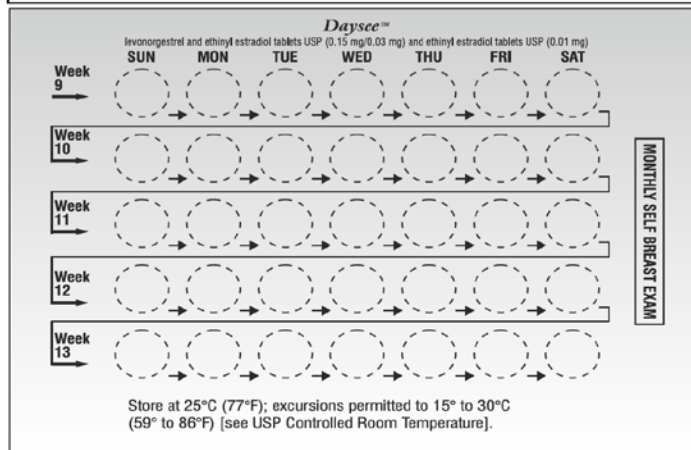 Daysee™
levonorgestrel and ethinyl estradiol tablets USP (0.15 mg/0.03 mg) and ethinyl estradiol tablets USP (0.01 mg)
SUN MON TUE WED THU FRI SAT
Week
9
Week
10
Week
11
Week
12
Week
13
MONTHLY SELF BREAST EXAM
Store at 25°C (77°F); excursions permitted to 15° to 30°C
(59° to 86°F) [see USP Controlled Room Temperature].